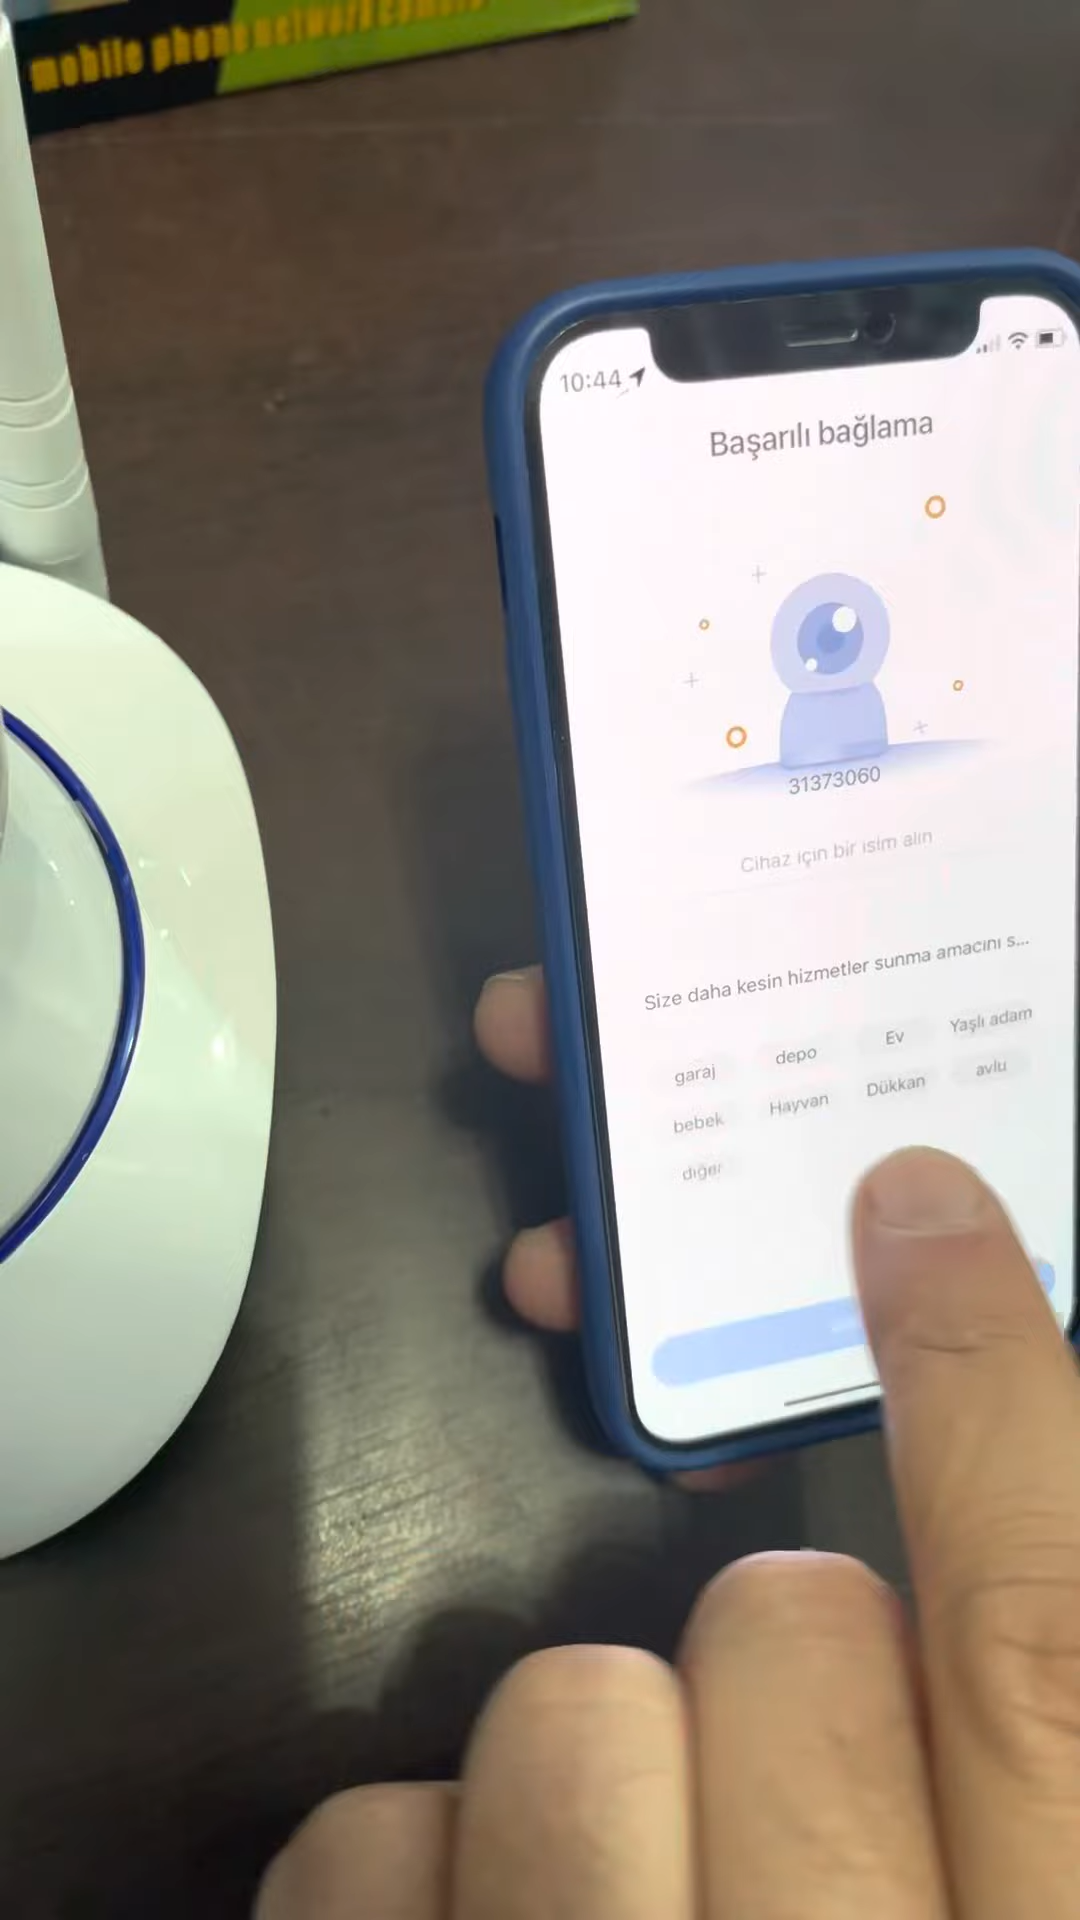 mobile phone network camera
10:44
Başarılı bağlama
31373060
Cihaz için bir isim alın
Size daha kesin hizmetler sunma amacını s...
garaj depo Ev Yaşlı adam
bebek Hayvan Dükkan avlu
diğer